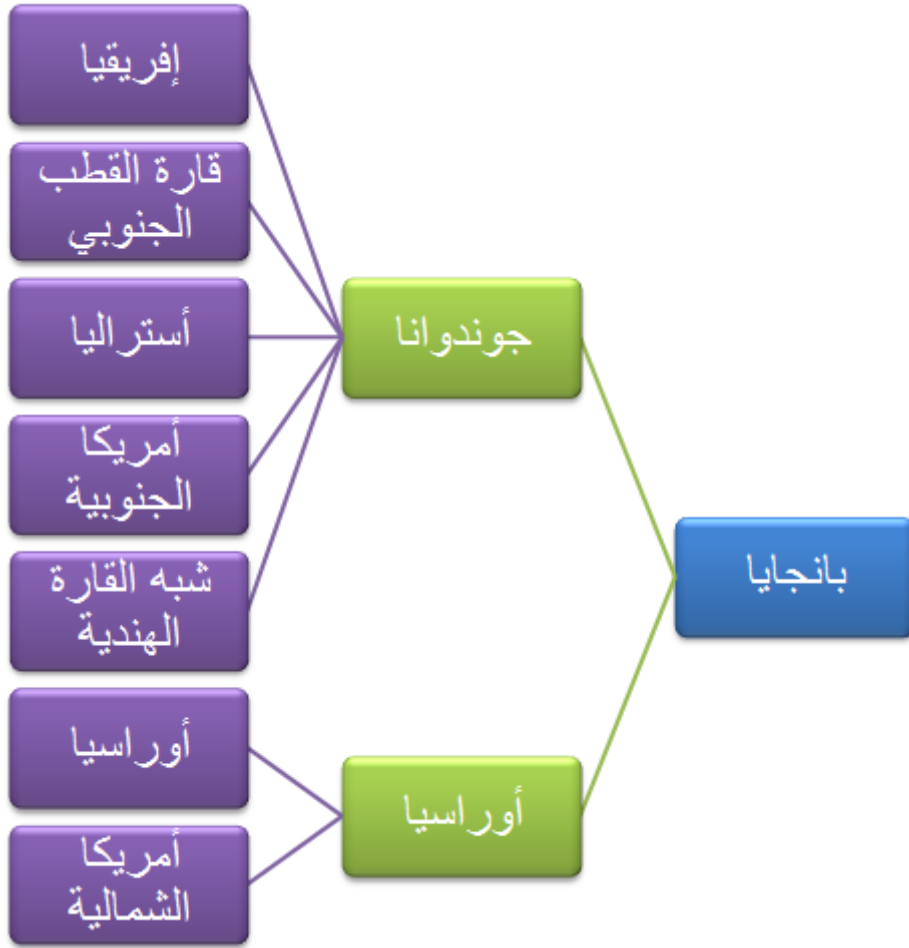 بانجايا
جوندوانا
إفريقيا
قارة القطب
الجنوبي
أستراليا
أمريكا
الجنوبية
شبه القارة
الهندية
أوراسيا
أوراسيا
أمريكا
الشمالية